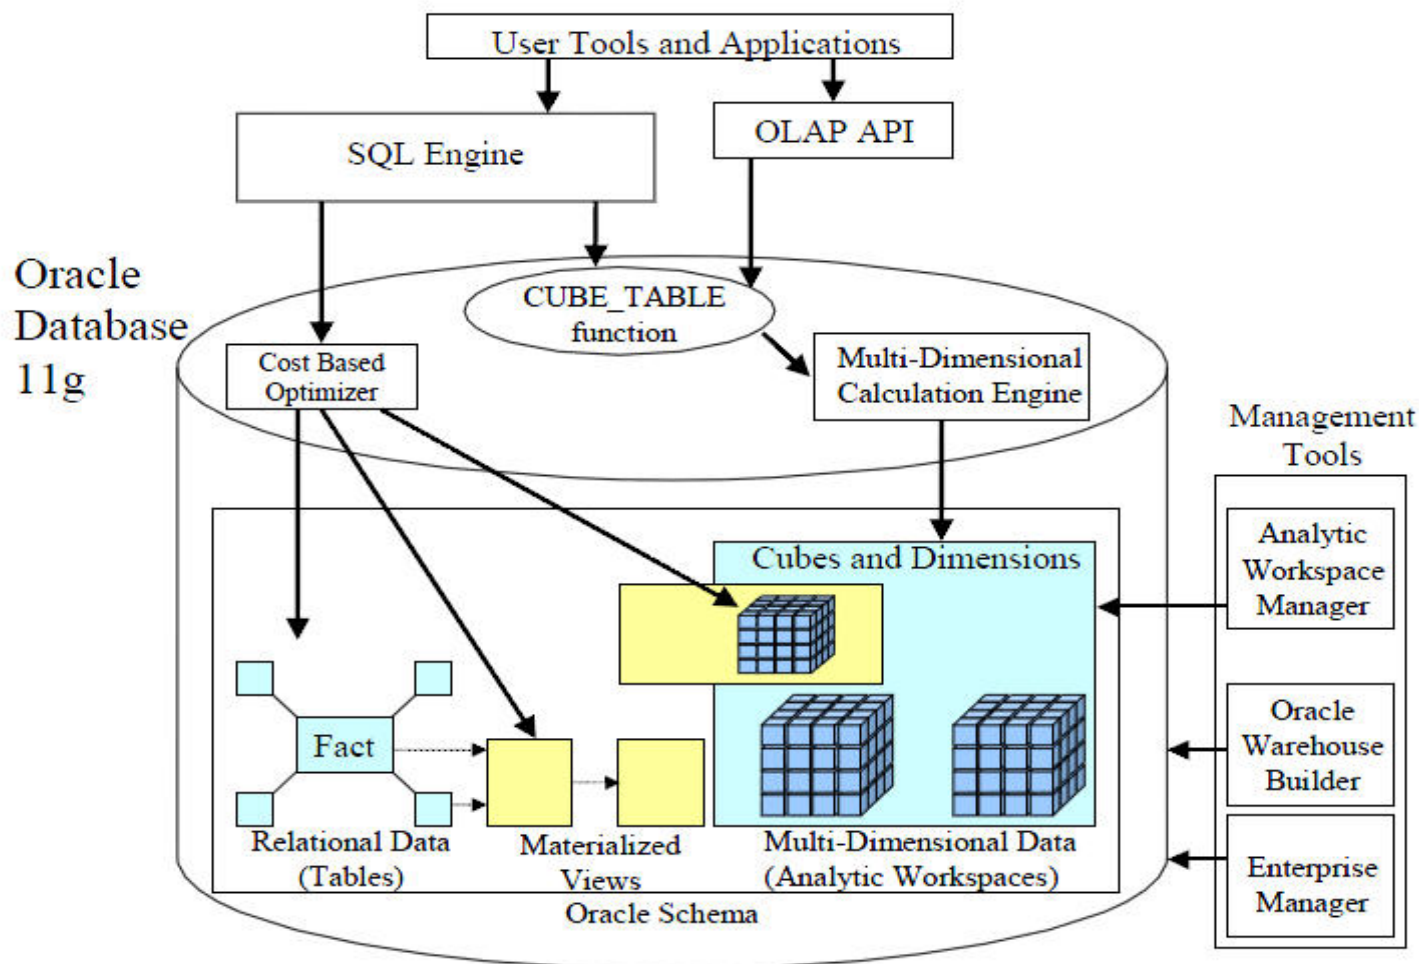 User Tools and Applications
SQL Engine
OLAP API
Oracle
Database
11g
CUBE_TABLE
function
Cost Based
Optimizer
Multi-Dimensional
Calculation Engine
Management
Tools
Analytic
Workspace
Manager
Cubes and Dimensions
Oracle
Warehouse
Builder
Fact
Relational Data
(Tables)
Materialized
Views
Multi-Dimensional Data
(Analytic Workspaces)
Enterprise
Manager
Oracle Schema